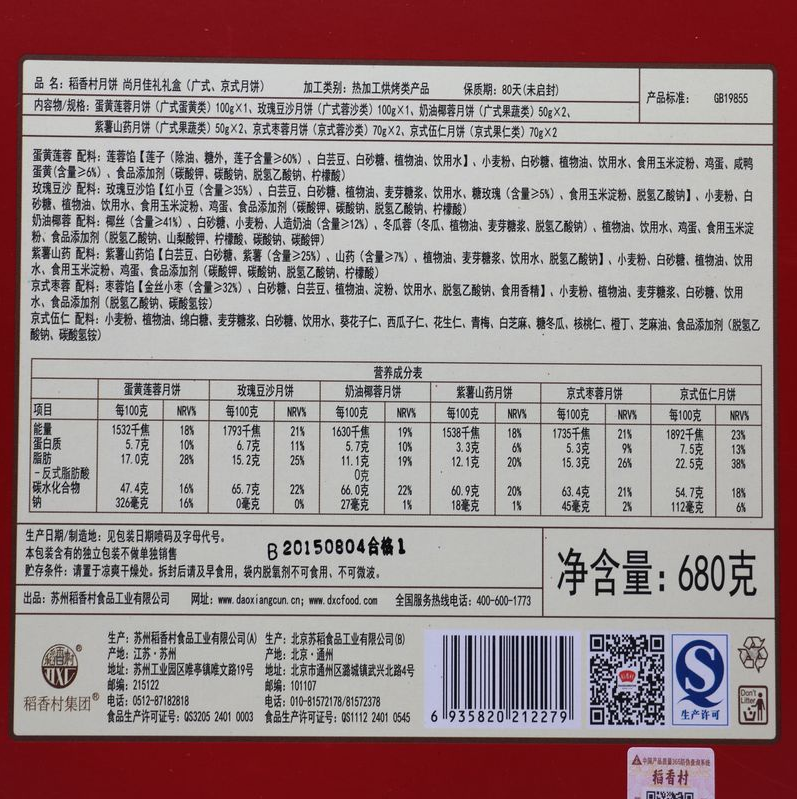 品 名：稻香村月饼 尚月佳礼礼盒（广式、京式月饼） 加工类别：热加工烘烤类产品 保质期：80天(未启封)
产品标准： GB19855
内容物/规格：蛋黄莲蓉月饼（广式蛋黄类）100g×1、玫瑰豆沙月饼（广式蓉沙类）100g×1、奶油椰蓉月饼（广式果蔬类）50g×2、
紫薯山药月饼（广式果蔬类）50g×2、京式枣蓉月饼（京式蓉沙类）70g×2、京式伍仁月饼（京式果仁类）70g×2
蛋黄莲蓉 配料：莲蓉馅【莲子（除油、糖外，莲子含量≥60%）、白芸豆、白砂糖、植物油、饮用水】、小麦粉、白砂糖、植物油、饮用水、食用玉米淀粉、鸡蛋、咸鸭
蛋黄(含量≥6%)、食品添加剂（碳酸钾、碳酸钠、脱氢乙酸钠、柠檬酸）
玫瑰豆沙 配料：玫瑰豆沙馅【红小豆（含量≥35%）、白芸豆、白砂糖、植物油、麦芽糖浆、饮用水、糖玫瑰（含量≥5%）、食用玉米淀粉、脱氢乙酸钠】、小麦粉、白
砂糖、植物油、饮用水、食用玉米淀粉、鸡蛋、食品添加剂（碳酸钾、碳酸钠、脱氢乙酸钠、柠檬酸）
奶油椰蓉 配料：椰丝（含量≥41%）、白砂糖、小麦粉、人造奶油（含量≥12%）、冬瓜蓉（冬瓜、植物油、麦芽糖浆、脱氢乙酸钠）、植物油、饮用水、鸡蛋、食用玉米淀
粉、食品添加剂（脱氢乙酸钠、山梨酸钾、柠檬酸、碳酸钠、碳酸钾）
紫薯山药 配料：紫薯山药馅【白芸豆、白砂糖、紫薯（含量≥25%）、山药（含量≥7%）、植物油、麦芽糖浆、饮用水、脱氢乙酸钠】、小麦粉、白砂糖、植物油、饮用
水、食用玉米淀粉、鸡蛋、食品添加剂（碳酸钾、碳酸钠、脱氢乙酸钠、柠檬酸）
京式枣蓉 配料：枣蓉馅【金丝小枣（含量≥32%）、白砂糖、白芸豆、植物油、淀粉、饮用水、脱氢乙酸钠、食用香精】、小麦粉、植物油、麦芽糖浆、白砂糖、饮用
水、食品添加剂（脱氢乙酸钠、碳酸氢铵）
京式伍仁 配料：小麦粉、植物油、绵白糖、麦芽糖浆、白砂糖、饮用水、葵花子仁、西瓜子仁、花生仁、青梅、白芝麻、糖冬瓜、核桃仁、橙丁、芝麻油、食品添加剂（脱氢乙
酸钠、碳酸氢铵）
营养成分表
蛋黄莲蓉月饼 玫瑰豆沙月饼 奶油椰蓉月饼 紫薯山药月饼 京式枣蓉月饼 京式伍仁月饼
项目 每100克 NRV% 每100克 NRV% 每100克 NRV% 每100克 NRV% 每100克 NRV% 每100克 NRV%
能量 1532千焦 18% 1793千焦 21% 1630千焦 19% 1538千焦 18% 1735千焦 21% 1892千焦 23%
蛋白质 5.7克 10% 6.7克 11% 5.7克 10% 3.3克 6% 5.3克 9% 7.5克 13%
脂肪 17.0克 28% 15.2克 25% 11.1克 19% 12.1克 20% 15.3克 26% 22.5克 38%
-反式脂肪酸 0克
碳水化合物 47.4克 16% 65.7克 22% 66.0克 22% 60.9克 20% 63.4克 21% 54.7克 18%
钠 326毫克 16% 0毫克 0% 27毫克 1% 18毫克 1% 45毫克 2% 112毫克 6%
生产日期/制造地：见包装日期喷码及字母代号。
本包装含有的独立包装不做单独销售
B 20150804合格1
贮存条件：请置于凉爽干燥处。拆封后请及早食用，袋内脱氧剂不可食用、不可微波。
净含量：680克
出品：苏州稻香村食品工业有限公司 网址：www.daoxiangcun.cn; www.dxcfood.com 全国服务热线电话：400-600-1773
稻香村
DXC
稻香村集团®
生产：苏州稻香村食品工业有限公司(A)
产地：江苏·苏州
地址：苏州工业园区唯亭镇唯文路19号
邮编：215122
电话：0512-87182818
食品生产许可证号：QS3205 2401 0003
生产：北京苏稻食品工业有限公司(B)
产地：北京·通州
地址：北京市通州区潞城镇武兴北路4号
邮编：101107
电话：010-81572178/81572378
食品生产许可证号：QS1112 2401 0545
6 935820 212279
S
生产许可
Don't
Litter
中国产品质量365防伪查询系统
稻香村